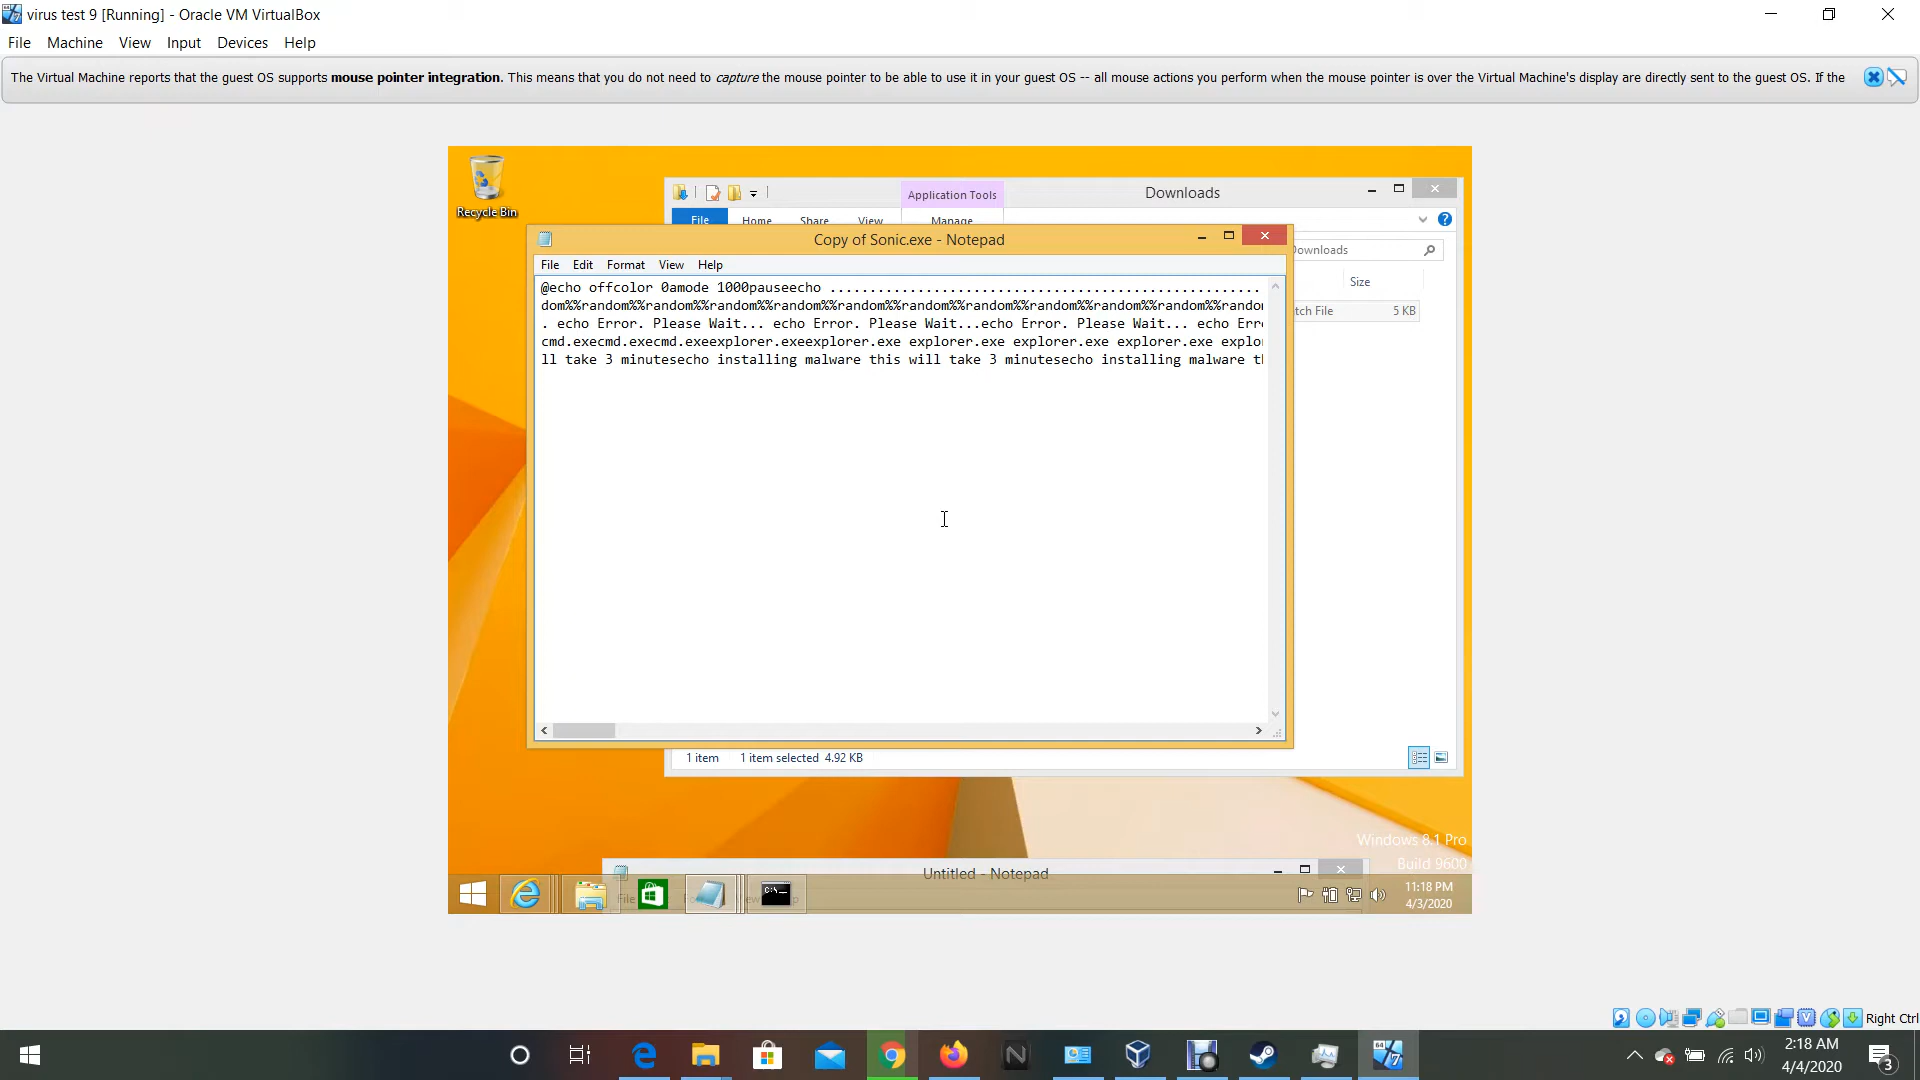 virus test 9 [Running] - Oracle VM VirtualBox
File Machine View Input Devices Help
The Virtual Machine reports that the guest OS supports mouse pointer integration. This means that you do not need to capture the mouse pointer to be able to use it in your guest OS -- all mouse actions you perform when the mouse pointer is over the Virtual Machine's display are directly sent to the guest OS. If the
Recycle Bin
Application Tools Downloads
File Home Share View Manage
Copy of Sonic.exe - Notepad
Downloads
File Edit Format View Help
Size
@echo offcolor 0amode 1000pauseecho ......................................................
dom%%random%%random%%random%%random%%random%%random%%random%%random%%random%%random%%random
. echo Error. Please Wait... echo Error. Please Wait...echo Error. Please Wait... echo Erro
cmd.execmd.execmd.exeexplorer.exeexplorer.exe explorer.exe explorer.exe explorer.exe explor
ll take 3 minutesecho installing malware this will take 3 minutesecho installing malware th
tch File 5 KB
1 item 1 item selected 4.92 KB
Windows 8.1 Pro
Build 9600
Untitled - Notepad
File
11:18 PM
4/3/2020
Right Ctrl
2:18 AM
4/4/2020
3